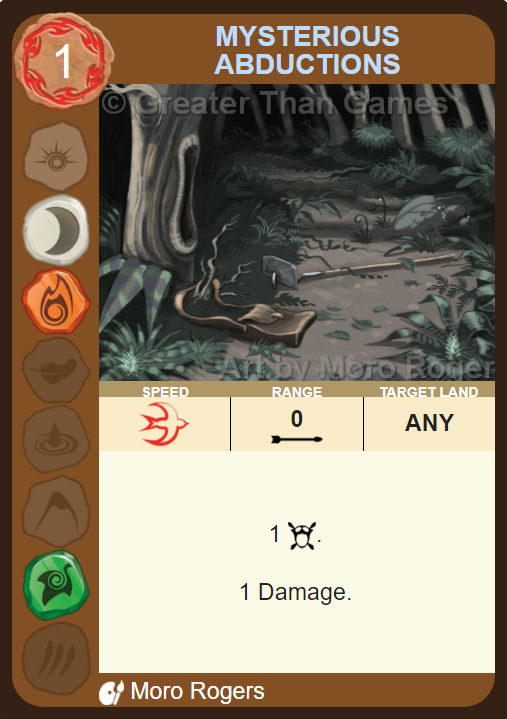 1
MYSTERIOUS
ABDUCTIONS
© Greater Than Games
Art by Moro Roger
SPEED RANGE TARGET LAND
0 ANY
1 .
1 Damage.
Moro Rogers